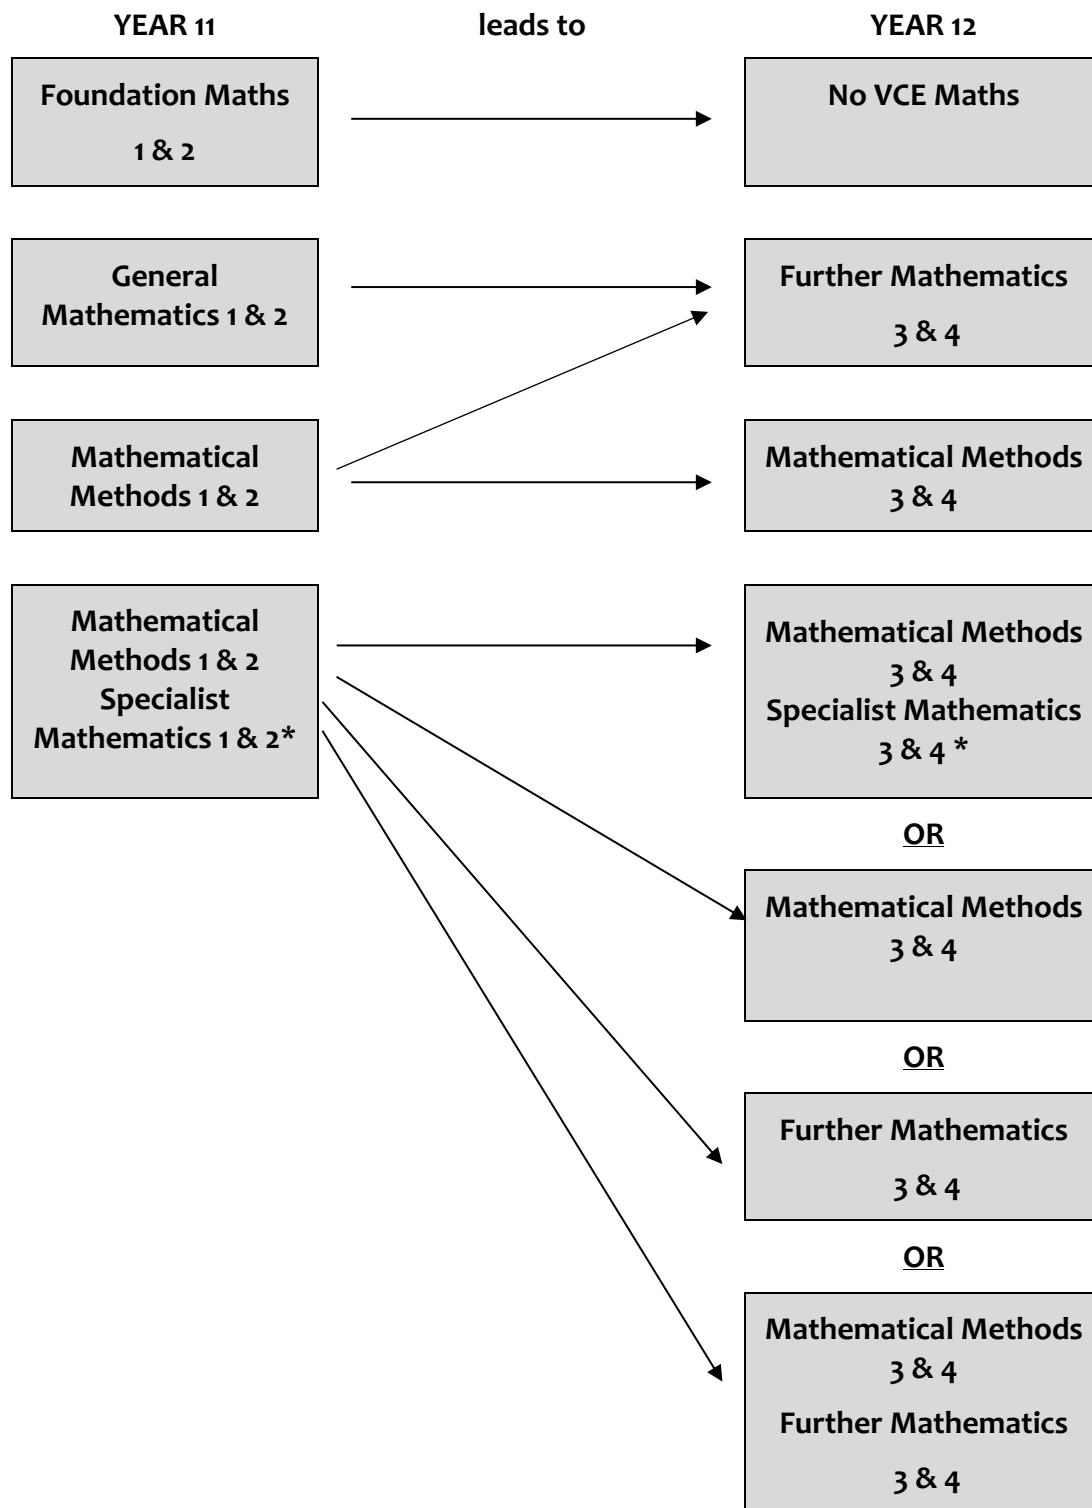 YEAR 11 leads to YEAR 12
Foundation Maths
1 & 2
No VCE Maths
General
Mathematics 1 & 2
Further Mathematics
3 & 4
Mathematical
Methods 1 & 2
Mathematical Methods
3 & 4
Mathematical
Methods 1 & 2
Specialist
Mathematics 1 & 2*
Mathematical Methods
3 & 4
Specialist Mathematics
3 & 4 *
OR
Mathematical Methods
3 & 4
OR
Further Mathematics
3 & 4
OR
Mathematical Methods
3 & 4
Further Mathematics
3 & 4